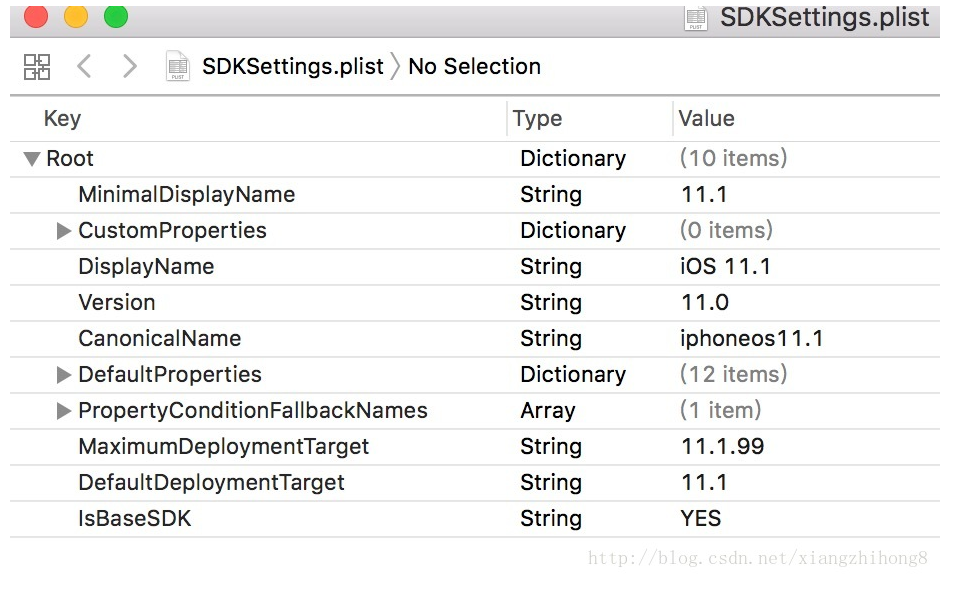 SDKSettings.plist
SDKSettings.plist No Selection
Key Type Value
Root Dictionary (10 items)
MinimalDisplayName String 11.1
CustomProperties Dictionary (0 items)
DisplayName String iOS 11.1
Version String 11.0
CanonicalName String iphoneos11.1
DefaultProperties Dictionary (12 items)
PropertyConditionFallbackNames Array (1 item)
MaximumDeploymentTarget String 11.1.99
DefaultDeploymentTarget String 11.1
IsBaseSDK String YES
http://blog.csdn.net/xiangzhihong8